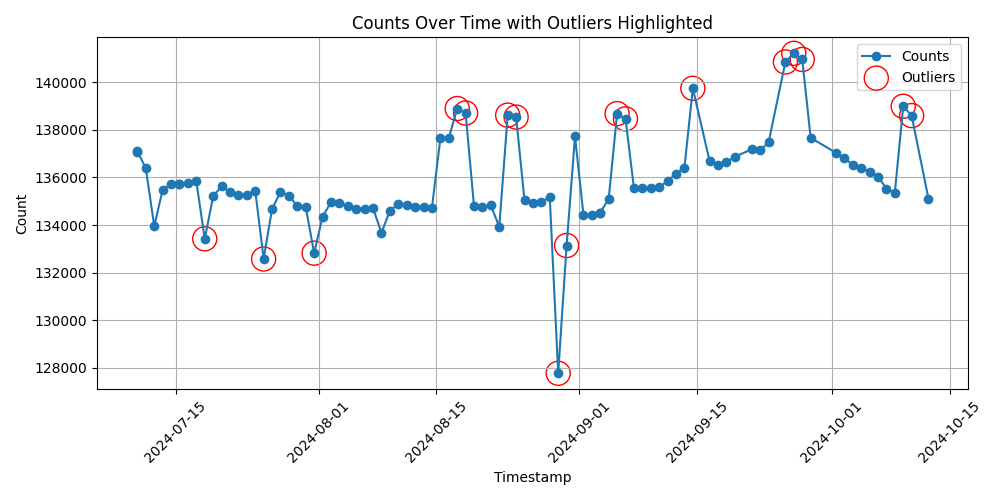 Counts Over Time with Outliers Highlighted
Counts
Outliers
Count
140000
138000
136000
134000
132000
130000
128000
2024-07-15
2024-08-01
2024-08-15
2024-09-01
2024-09-15
2024-10-01
2024-10-15
Timestamp